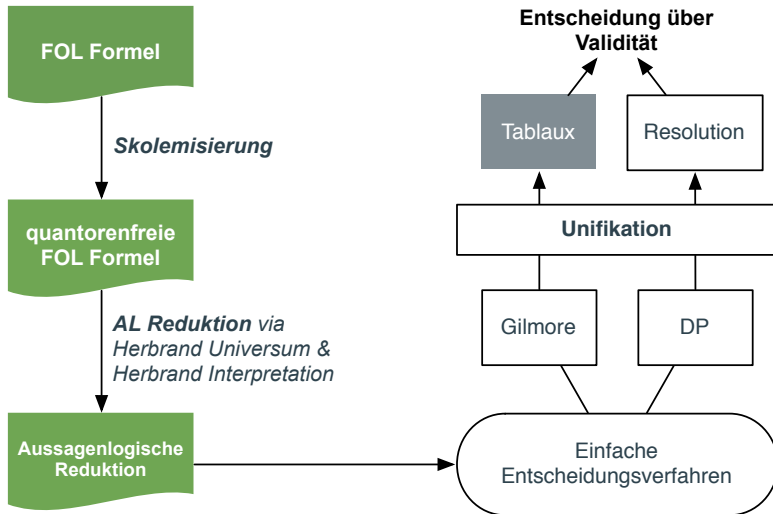 FOL Formel
Skolemisierung
quantorenfreie
FOL Formel
AL Reduktion via
Herbrand Universum &
Herbrand Interpretation
Aussagenlogische
Reduktion
Entscheidung über
Validität
Tablaux
Resolution
Unifikation
Gilmore
DP
Einfache
Entscheidungsverfahren